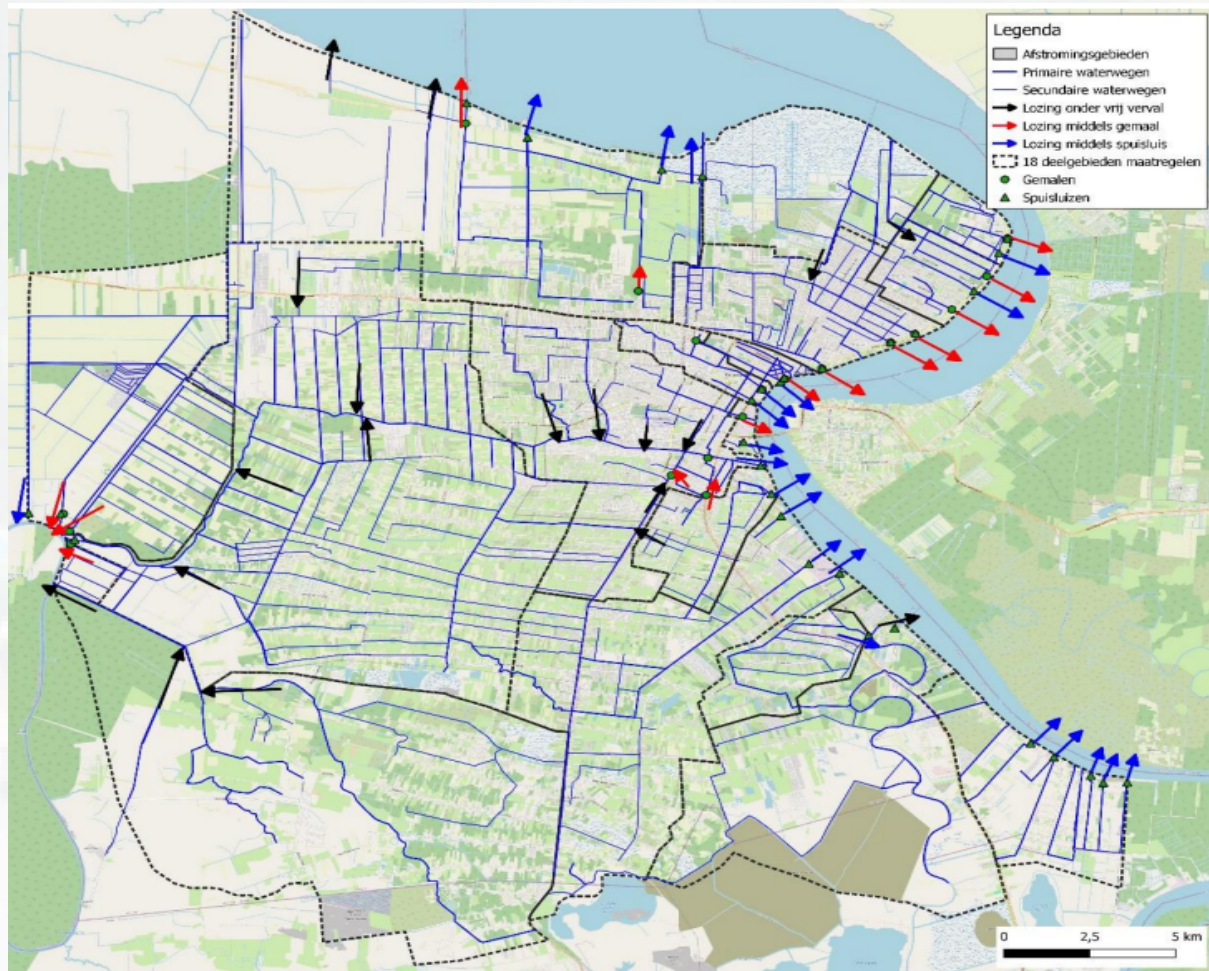 Legenda
Afstromingsgebieden
Primaire waterwegen
Secundaire waterwegen
Lozing onder vrij verval
Lozing middels gemaal
Lozing middels spuisluis
18 deelgebieden maatregelen
Gemalen
Spuisluizen
0 2,5 5 km